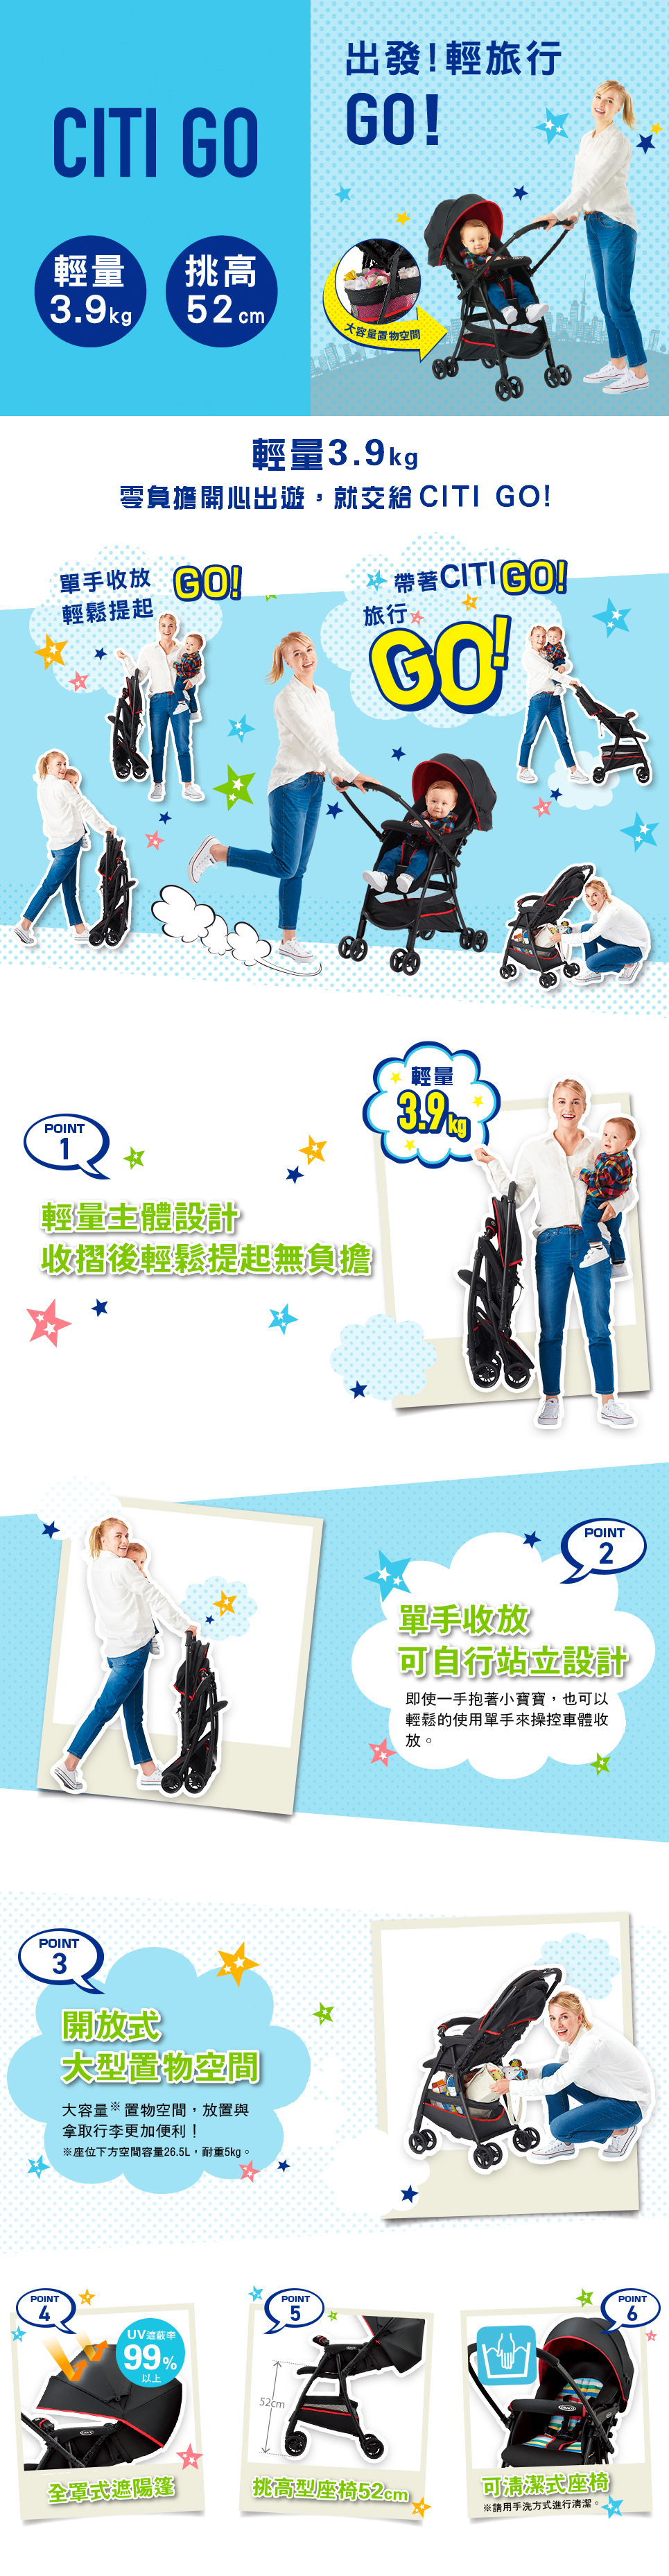 CITI GO
輕量
3.9kg
挑高
52cm
出發!輕旅行
GO!
大容量置物空間
輕量3.9kg
零負擔開心出遊，就交給CITI GO!
單手收放
輕鬆提起
GO!
帶著CITI GO!
旅行
GO!
POINT
1
輕量
3.9kg
輕量主體設計
收摺後輕鬆提起無負擔
POINT
2
單手收放
可自行站立設計
即使一手抱著小寶寶，也可以
輕鬆的使用單手來操控車體收
放。
POINT
3
開放式
大型置物空間
大容量※置物空間，放置與
拿取行李更加便利！
※座位下方空間容量26.5L，耐重5kg。
POINT
4
UV遮蔽率
99%
以上
全罩式遮陽篷
POINT
5
52cm
挑高型座椅52cm
POINT
6
GRACO
可清潔式座椅
※請用手洗方式進行清潔。